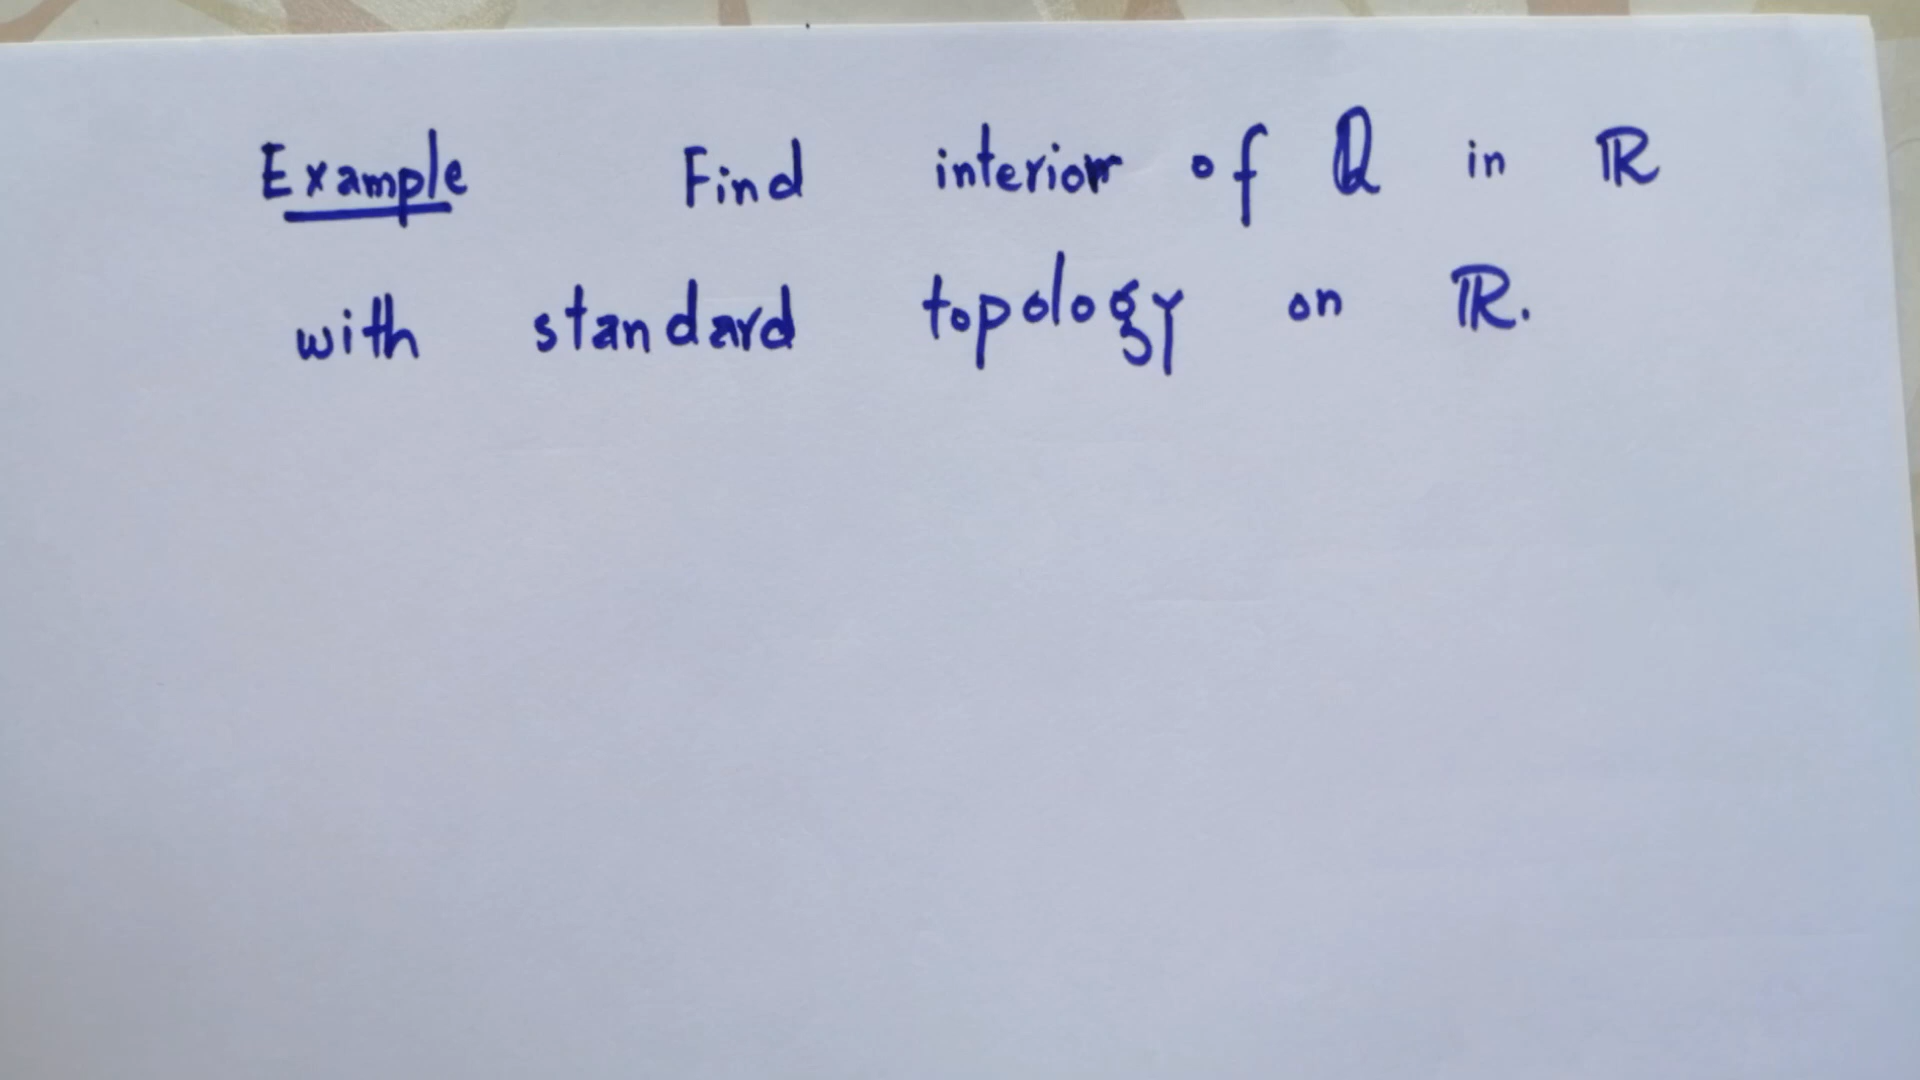 Example Find interior of ℚ in ℝ
with standard topology on ℝ.